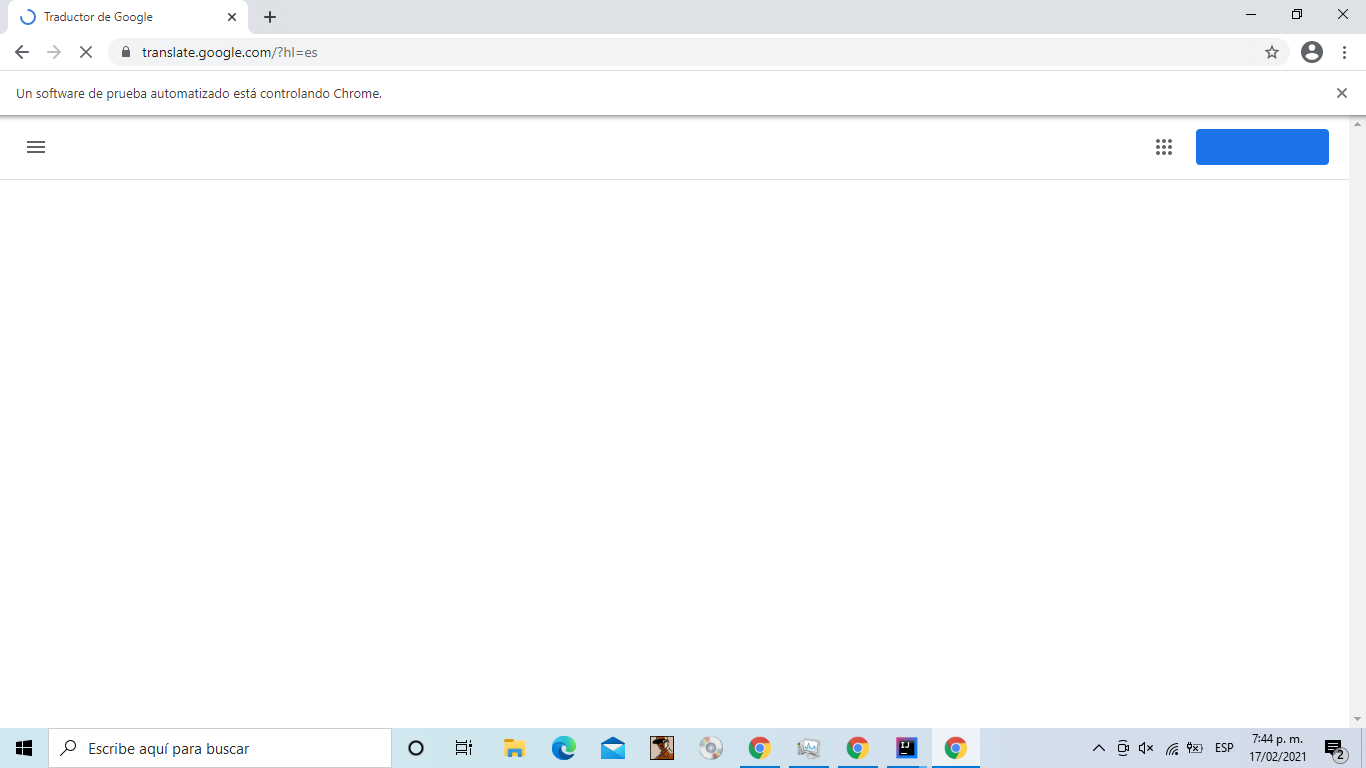 Traductor de Google
translate.google.com/?hl=es
Un software de prueba automatizado está controlando Chrome.
Escribe aquí para buscar
IJ
ESP
7:44 p. m.
17/02/2021
2